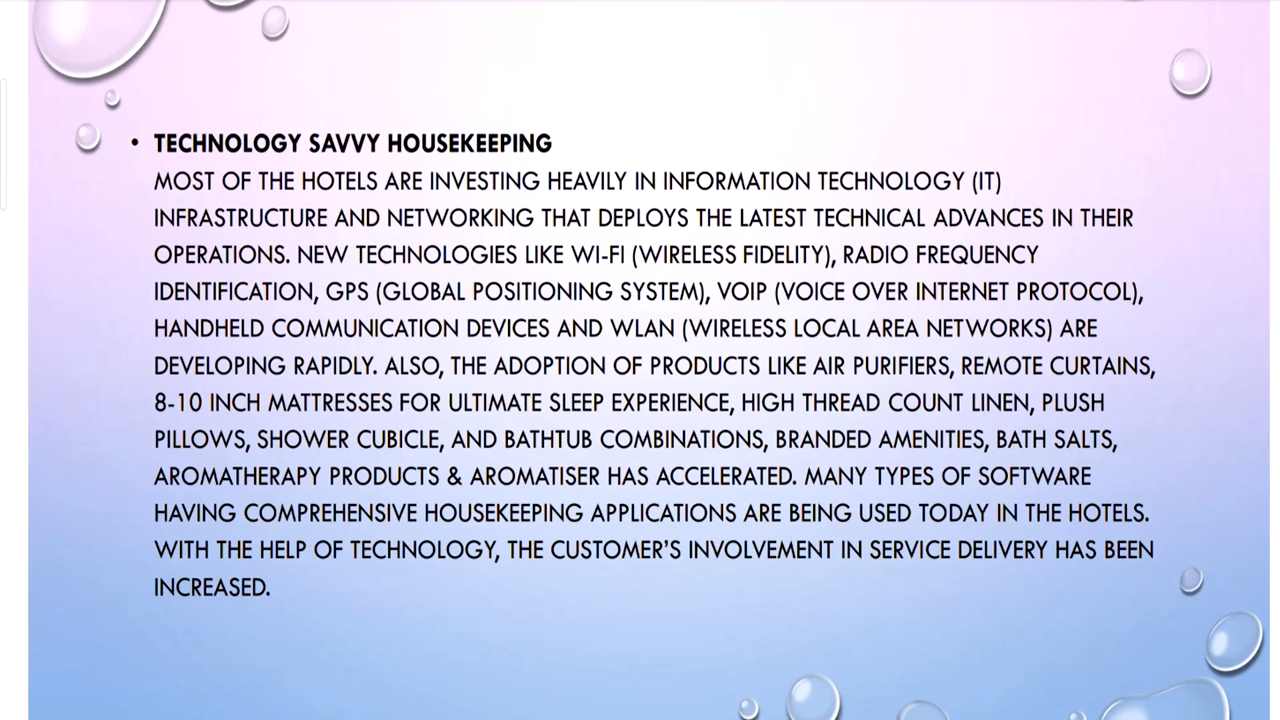 • TECHNOLOGY SAVVY HOUSEKEEPING
MOST OF THE HOTELS ARE INVESTING HEAVILY IN INFORMATION TECHNOLOGY (IT)
INFRASTRUCTURE AND NETWORKING THAT DEPLOYS THE LATEST TECHNICAL ADVANCES IN THEIR
OPERATIONS. NEW TECHNOLOGIES LIKE WI-FI (WIRELESS FIDELITY), RADIO FREQUENCY
IDENTIFICATION, GPS (GLOBAL POSITIONING SYSTEM), VOIP (VOICE OVER INTERNET PROTOCOL),
HANDHELD COMMUNICATION DEVICES AND WLAN (WIRELESS LOCAL AREA NETWORKS) ARE
DEVELOPING RAPIDLY. ALSO, THE ADOPTION OF PRODUCTS LIKE AIR PURIFIERS, REMOTE CURTAINS,
8-10 INCH MATTRESSES FOR ULTIMATE SLEEP EXPERIENCE, HIGH THREAD COUNT LINEN, PLUSH
PILLOWS, SHOWER CUBICLE, AND BATHTUB COMBINATIONS, BRANDED AMENITIES, BATH SALTS,
AROMATHERAPY PRODUCTS & AROMATISER HAS ACCELERATED. MANY TYPES OF SOFTWARE
HAVING COMPREHENSIVE HOUSEKEEPING APPLICATIONS ARE BEING USED TODAY IN THE HOTELS.
WITH THE HELP OF TECHNOLOGY, THE CUSTOMER'S INVOLVEMENT IN SERVICE DELIVERY HAS BEEN
INCREASED.